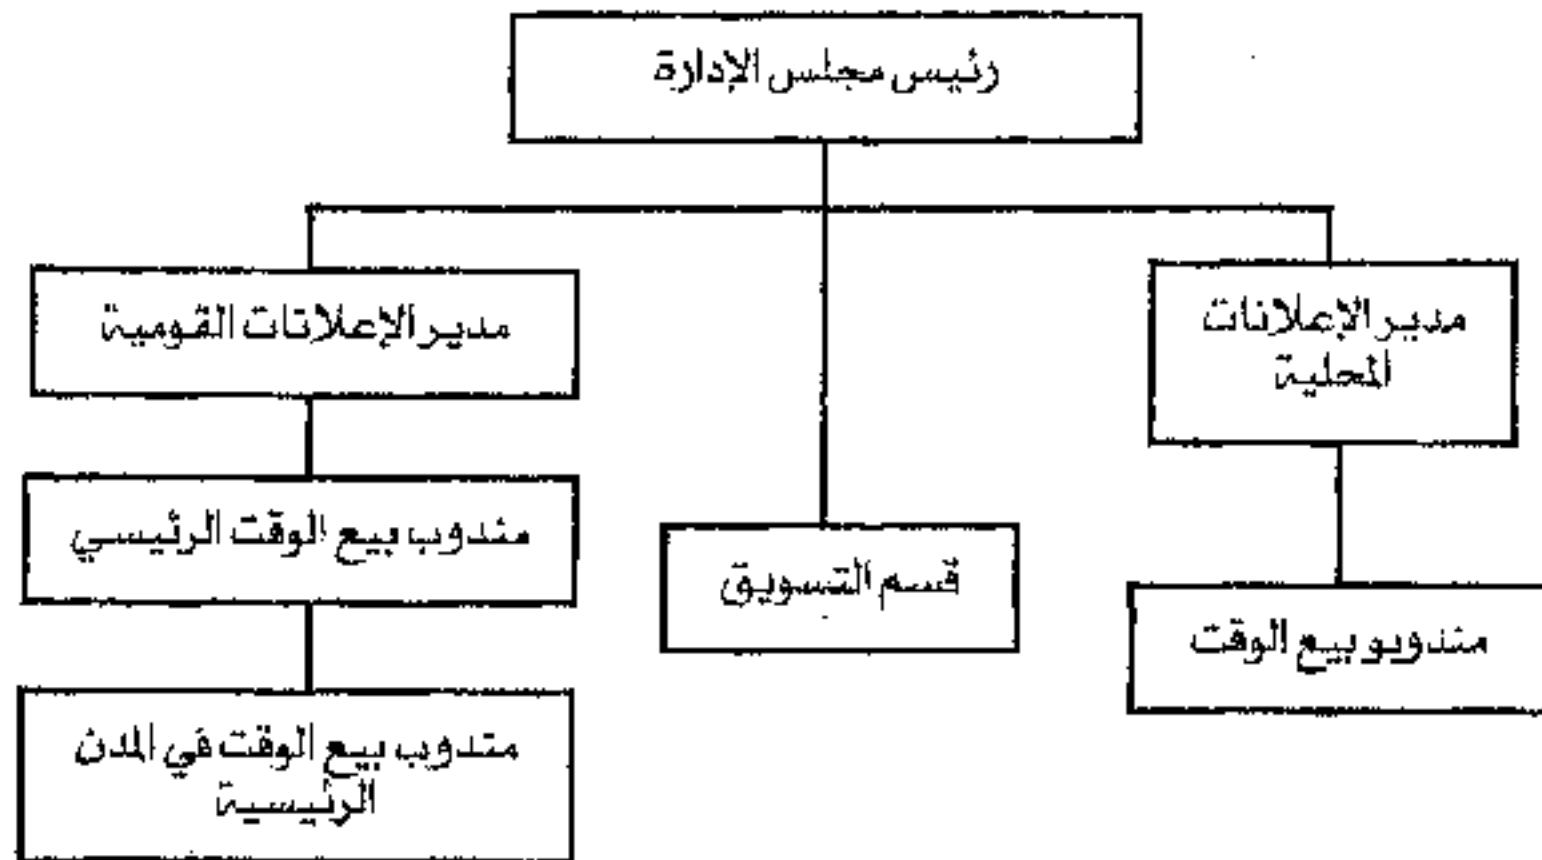 رئيس مجلس الإدارة
مدير الإعلانات
المحلية
مدير الإعلانات القومية
مندوب بيع الوقت الرئيسي
قسم التسويق
مندوبو بيع الوقت
مندوب بيع الوقت في المدن
الرئيسية